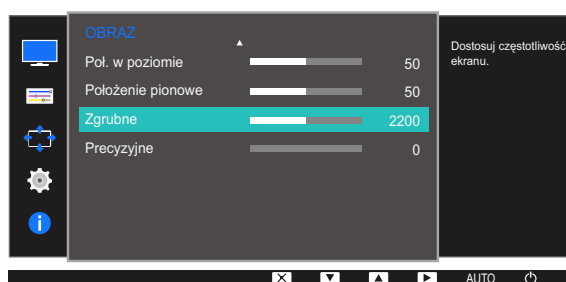 OBRAZ
Poł. w poziomie 50
Położenie pionowe 50
Zgrubne 2200
Precyzyjne 0
Dostosuj częstotliwość
ekranu.
AUTO